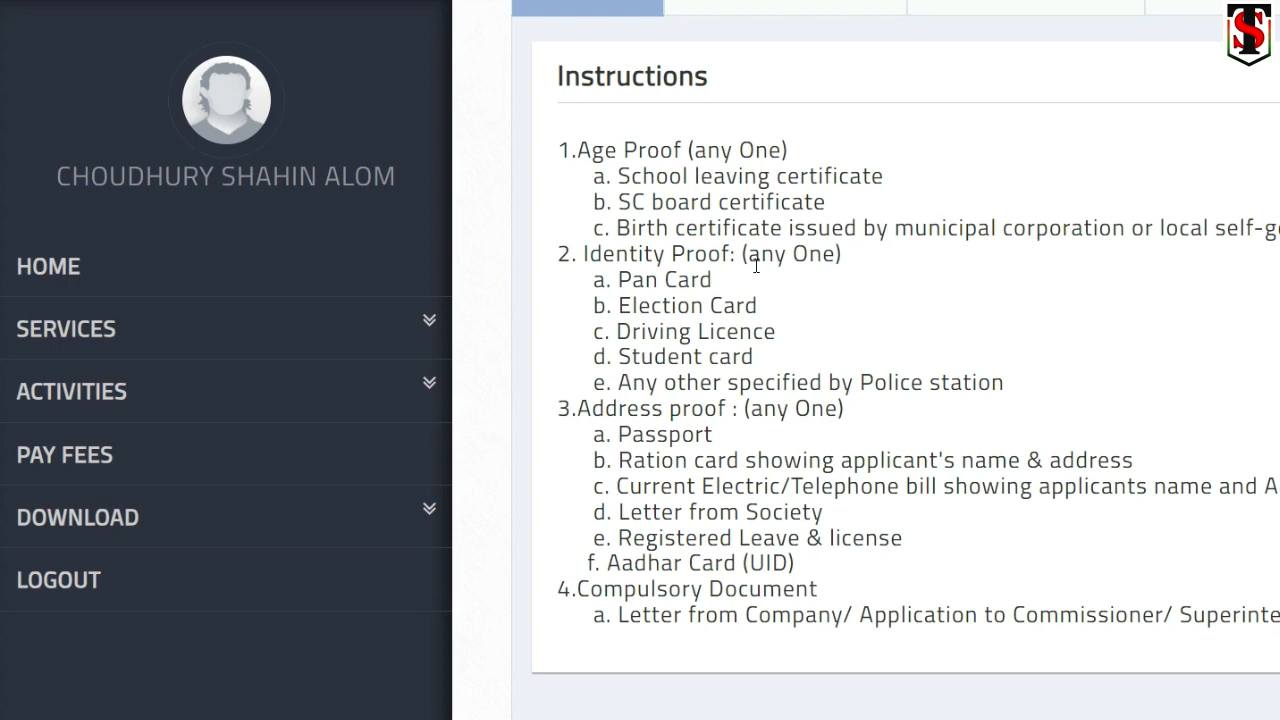 CHOUDHURY SHAHIN ALOM
HOME
SERVICES
ACTIVITIES
PAY FEES
DOWNLOAD
LOGOUT
Instructions
1.Age Proof (any One)
a. School leaving certificate
b. SC board certificate
c. Birth certificate issued by municipal corporation or local self-g
2. Identity Proof: (any One)
a. Pan Card
b. Election Card
c. Driving Licence
d. Student card
e. Any other specified by Police station
3.Address proof : (any One)
a. Passport
b. Ration card showing applicant's name & address
c. Current Electric/Telephone bill showing applicants name and A
d. Letter from Society
e. Registered Leave & license
f. Aadhar Card (UID)
4.Compulsory Document
a. Letter from Company/ Application to Commissioner/ Superinte